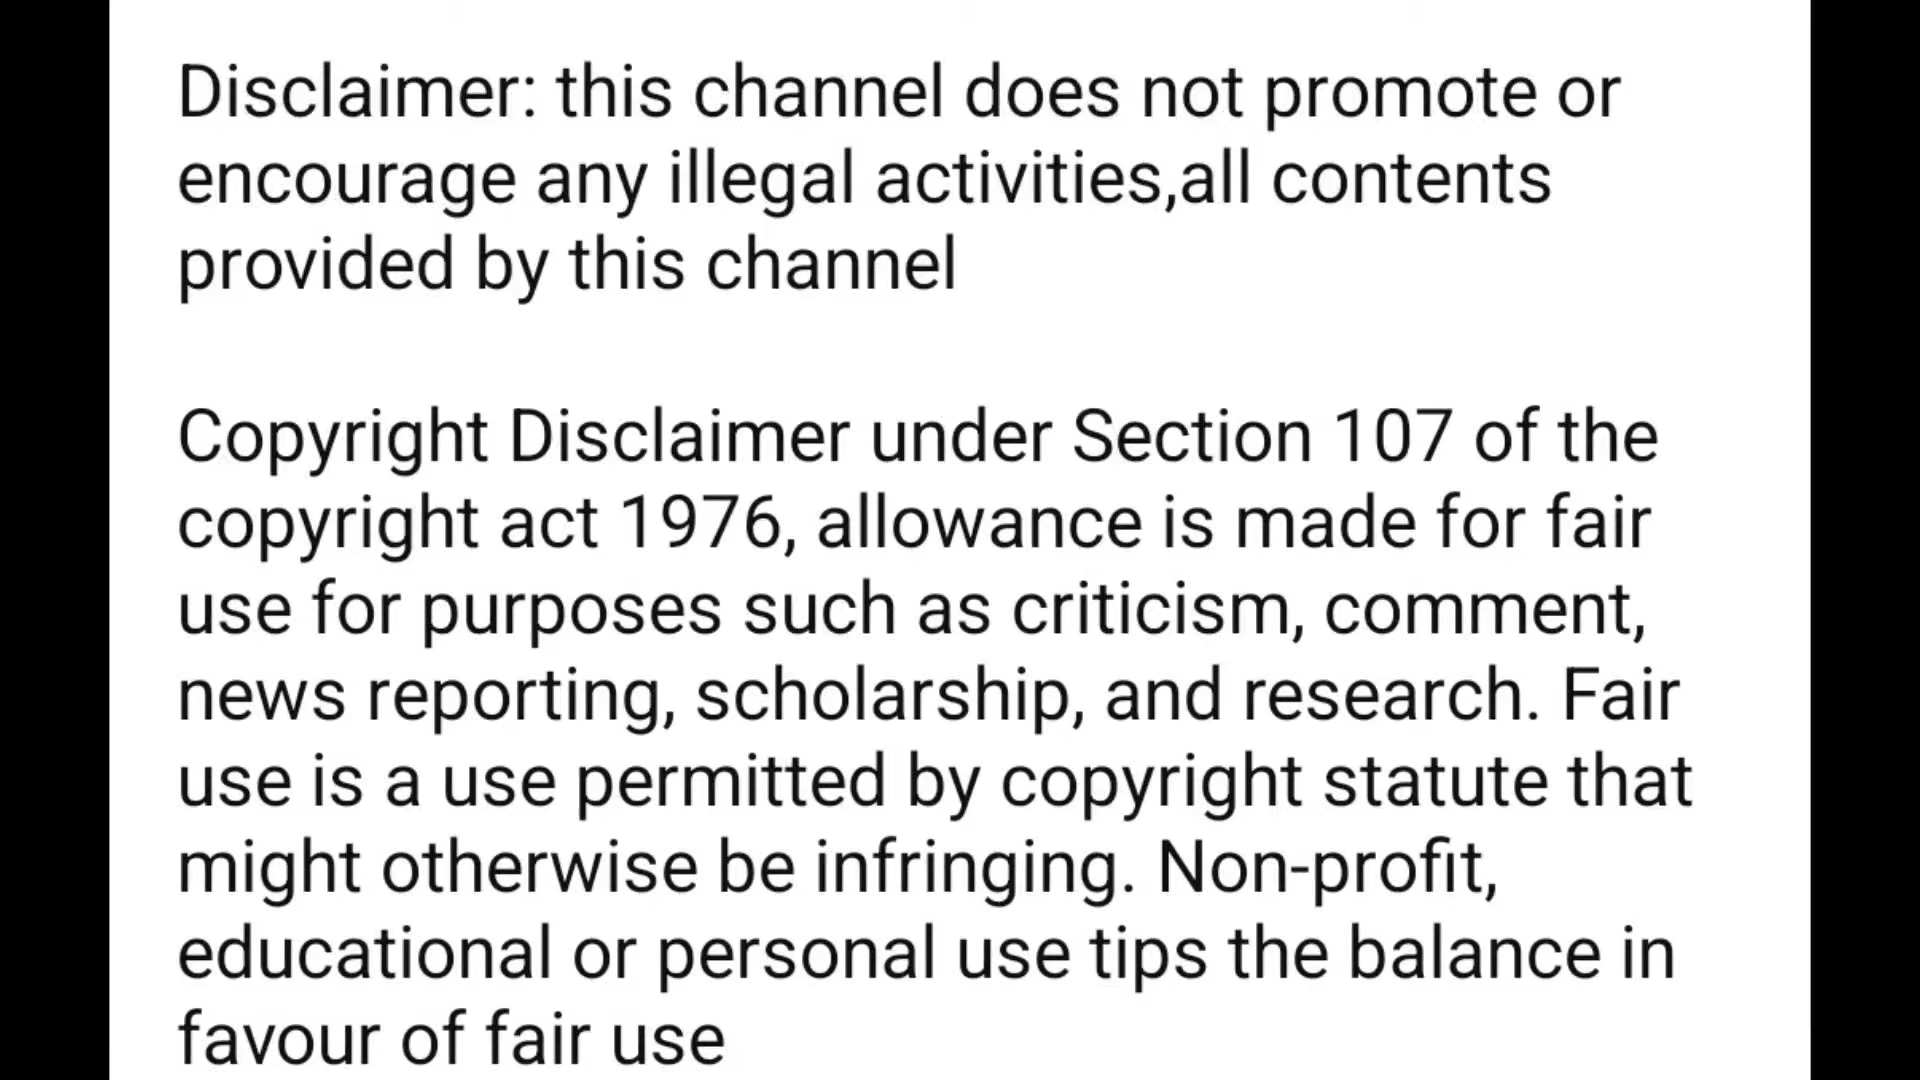 Disclaimer: this channel does not promote or
encourage any illegal activities,all contents
provided by this channel
Copyright Disclaimer under Section 107 of the
copyright act 1976, allowance is made for fair
use for purposes such as criticism, comment,
news reporting, scholarship, and research. Fair
use is a use permitted by copyright statute that
might otherwise be infringing. Non-profit,
educational or personal use tips the balance in
favour of fair use